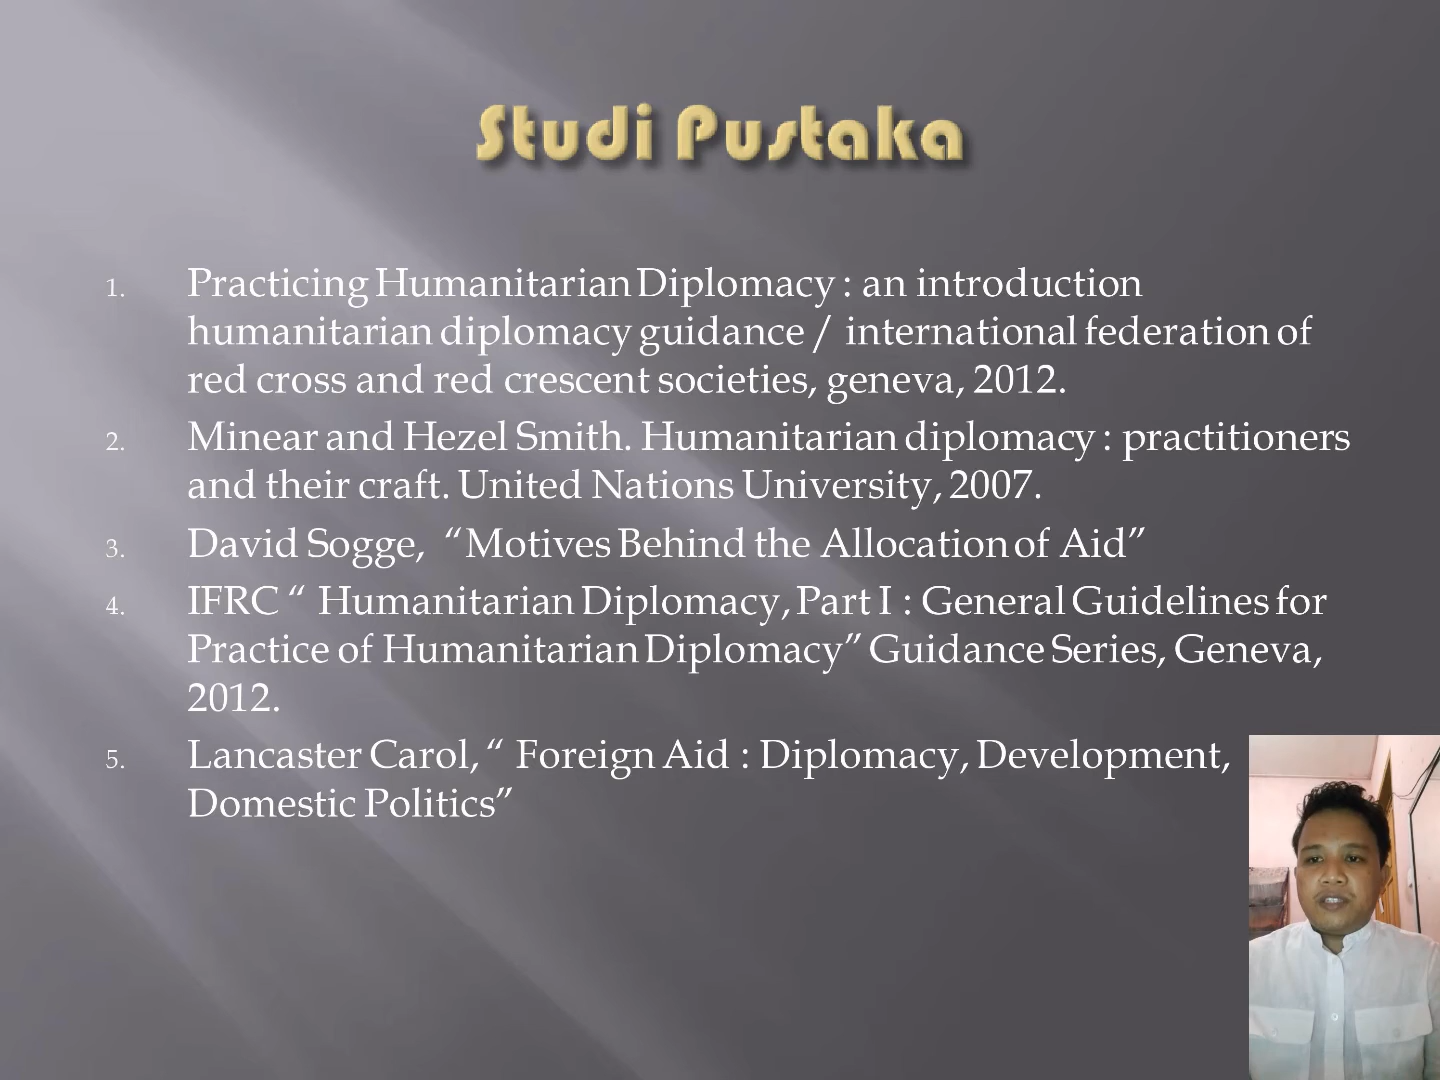 Studi Pustaka
1. Practicing Humanitarian Diplomacy : an introduction
humanitarian diplomacy guidance / international federation of
red cross and red crescent societies, geneva, 2012.
2. Minear and Hezel Smith. Humanitarian diplomacy : practitioners
and their craft. United Nations University, 2007.
3. David Sogge, “Motives Behind the Allocation of Aid”
4. IFRC “ Humanitarian Diplomacy, Part I : General Guidelines for
Practice of Humanitarian Diplomacy” Guidance Series, Geneva,
2012.
5. Lancaster Carol, “ Foreign Aid : Diplomacy, Development,
Domestic Politics”